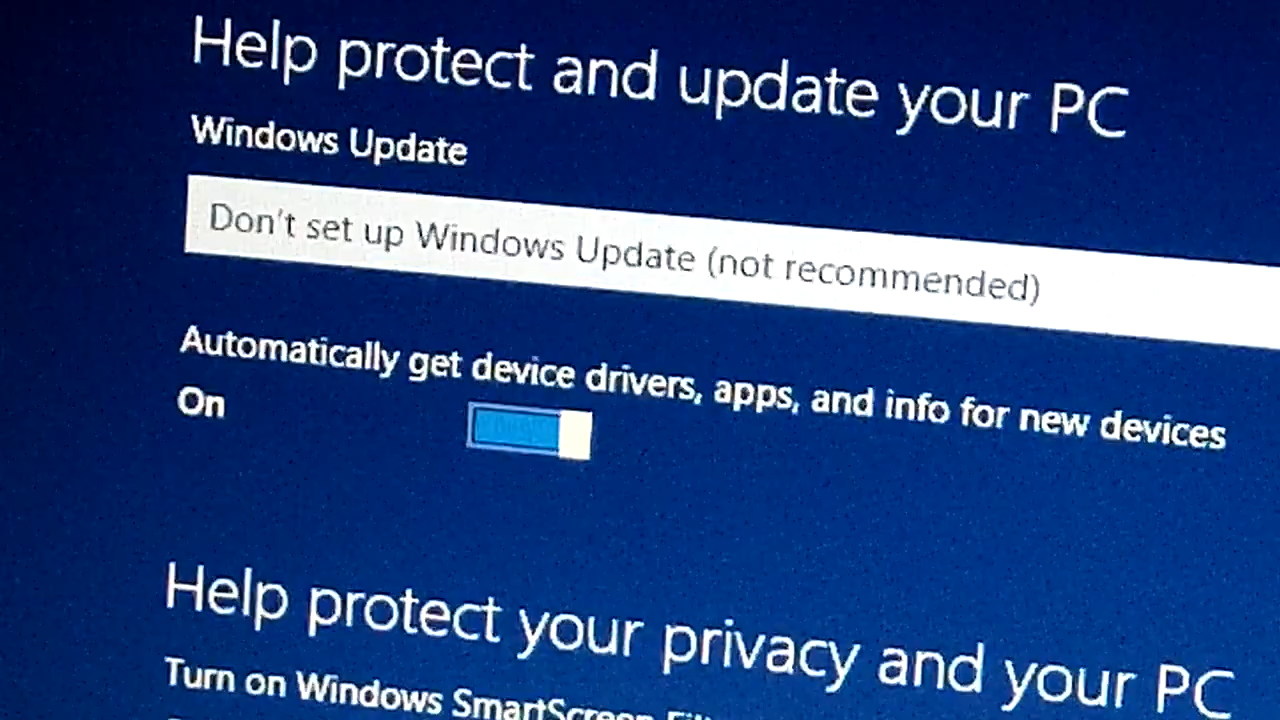 Help protect and update your PC
Windows Update
Don't set up Windows Update (not recommended)
Automatically get device drivers, apps, and info for new devices
On
Help protect your privacy and your PC
Turn on Windows SmartScreen